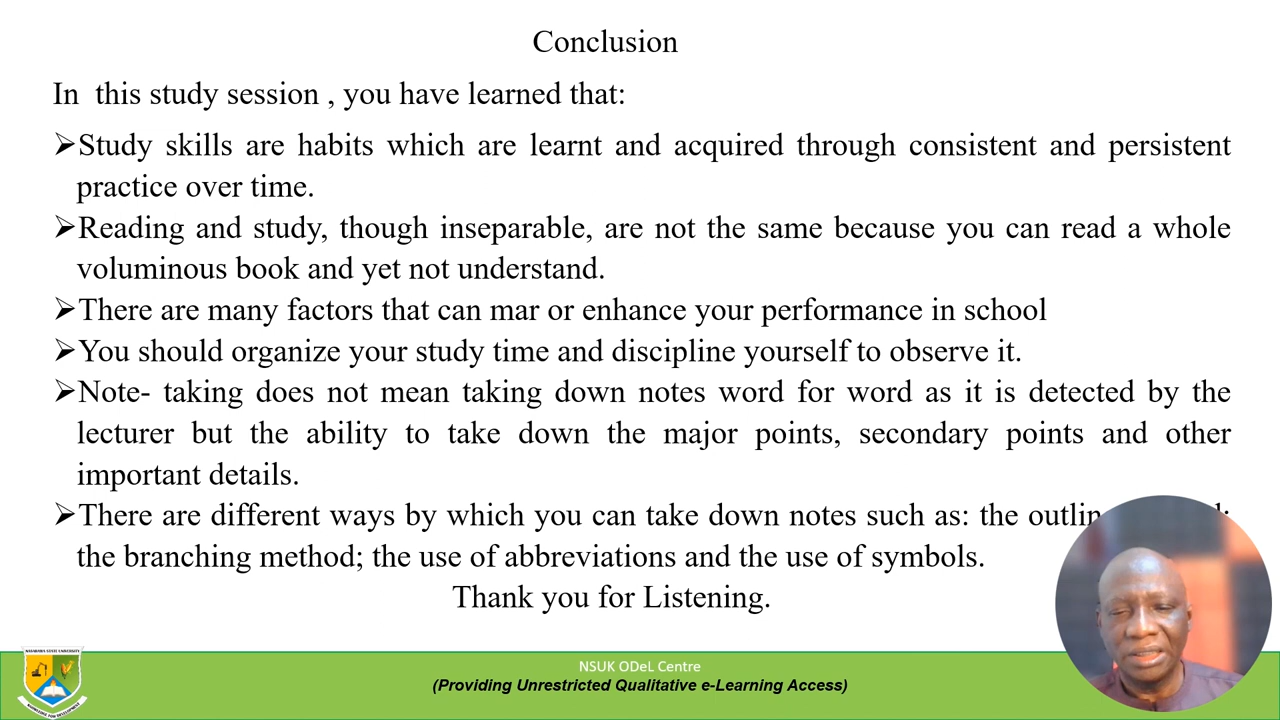 Conclusion
In this study session , you have learned that:
➢Study skills are habits which are learnt and acquired through consistent and persistent
practice over time.
➢Reading and study, though inseparable, are not the same because you can read a whole
voluminous book and yet not understand.
➢There are many factors that can mar or enhance your performance in school
➢You should organize your study time and discipline yourself to observe it.
➢Note- taking does not mean taking down notes word for word as it is detected by the
lecturer but the ability to take down the major points, secondary points and other
important details.
➢There are different ways by which you can take down notes such as: the
the branching method; the use of abbreviations and the use of symbols.
Thank you for Listening.
NSUK ODeL Centre
(Providing Unrestricted Qualitative e-Learning Access)